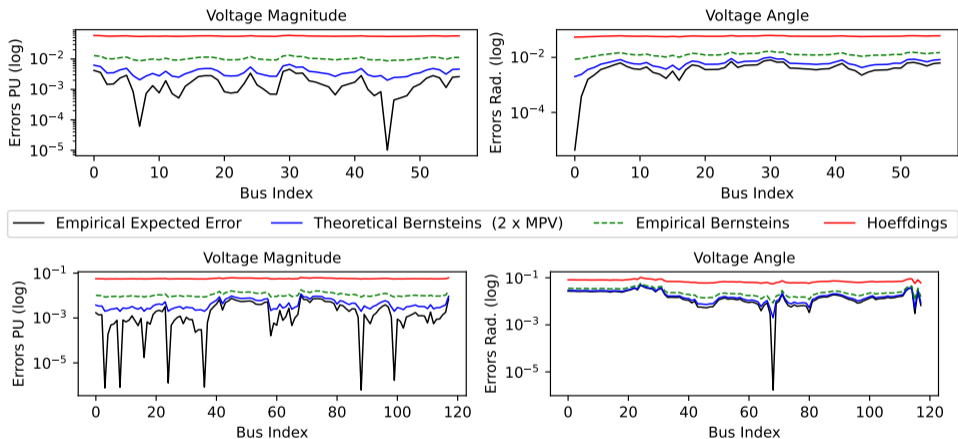 Voltage Magnitude
Errors PU (log)
10⁻²
10⁻³
10⁻⁴
10⁻⁵
0 10 20 30 40 50
Bus Index
Voltage Angle
Errors Rad. (log)
10⁻²
10⁻⁴
0 10 20 30 40 50
Bus Index
Empirical Expected Error Theoretical Bernsteins (2 x MPV) Empirical Bernsteins Hoeffdings
Voltage Magnitude
Errors PU (log)
10⁻¹
10⁻³
10⁻⁵
0 20 40 60 80 100 120
Bus Index
Voltage Angle
Errors Rad. (log)
10⁻¹
10⁻³
10⁻⁵
0 20 40 60 80 100 120
Bus Index